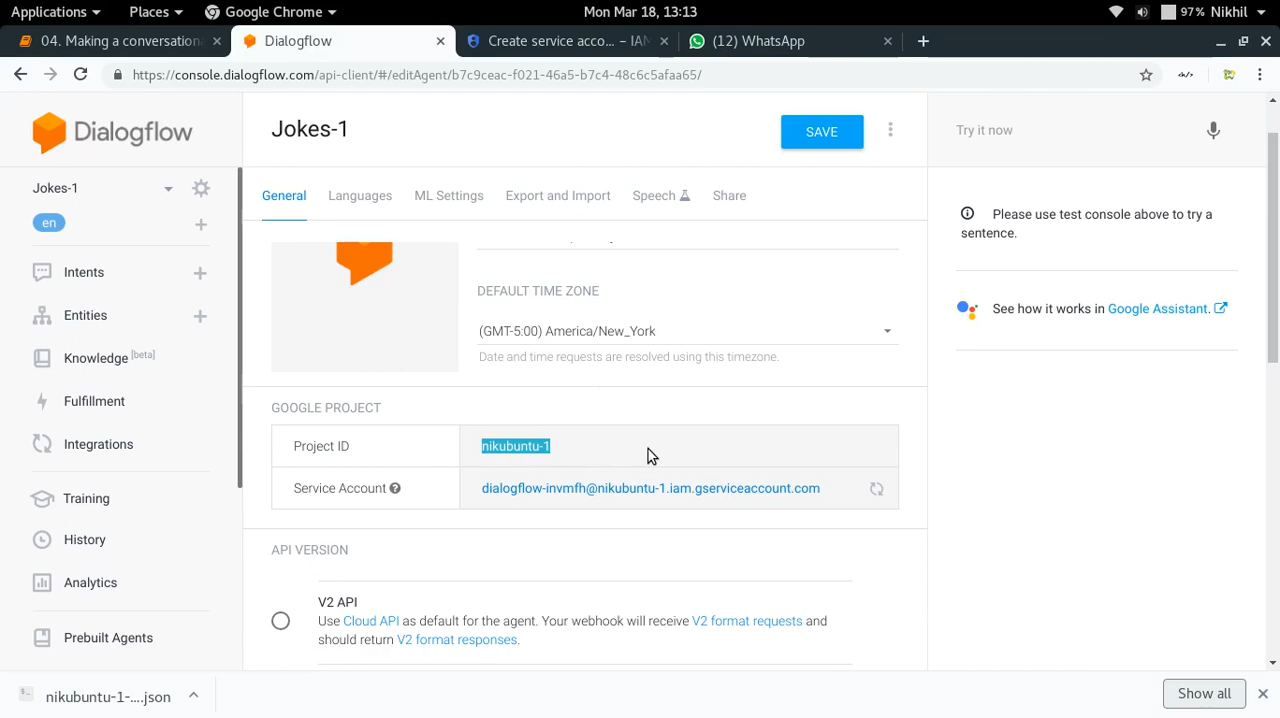 Applications Places Google Chrome Mon Mar 18, 13:13 97% Nikhil
04. Making a conversation Dialogflow Create service acco... – IAM (12) WhatsApp
https://console.dialogflow.com/api-client/#/editAgent/b7c9ceac-f021-46a5-b7c4-48c6c5afaa65/
Dialogflow
Jokes-1
SAVE
Try it now
Jokes-1
en
General Languages ML Settings Export and Import Speech Share
Please use test console above to try a
sentence.
Intents
Entities
Knowledge [beta]
Fulfillment
Integrations
Training
History
Analytics
Prebuilt Agents
DEFAULT TIME ZONE
(GMT-5:00) America/New_York
Date and time requests are resolved using this timezone.
See how it works in Google Assistant.
GOOGLE PROJECT
Project ID nikubuntu-1
Service Account dialogflow-invmfh@nikubuntu-1.iam.gserviceaccount.com
API VERSION
V2 API
Use Cloud API as default for the agent. Your webhook will receive V2 format requests and
should return V2 format responses.
nikubuntu-1-....json
Show all